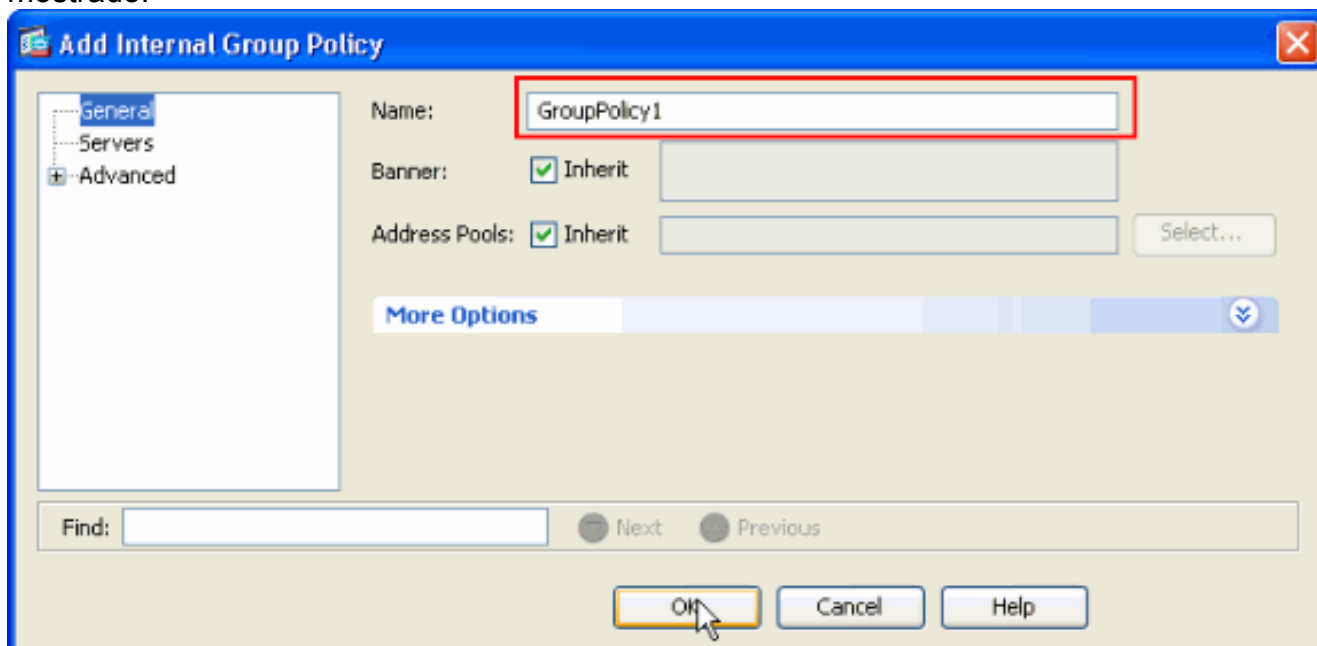 mostrado.
Add Internal Group Policy
General
Servers
Advanced
Name: GroupPolicy1
Banner: Inherit
Address Pools: Inherit Select...
More Options
Find: Next Previous
OK Cancel Help